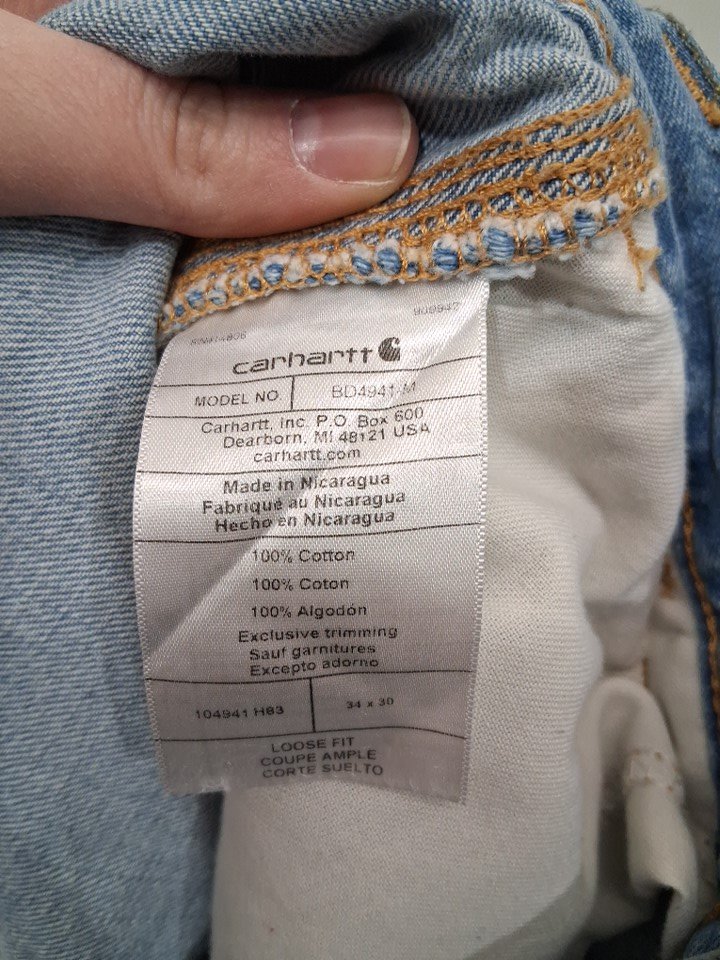 carhartt
MODEL NO BD4941-M
Carhartt, Inc. P.O. Box 600
Dearborn, MI 48121 USA
carhartt.com
Made in Nicaragua
Fabriqué au Nicaragua
Hecho en Nicaragua
100% Cotton
100% Coton
100% Algodón
Exclusive trimming
Sauf garnitures
Excepto adorno
104941 H83 34 x 30
LOOSE FIT
COUPE AMPLE
CORTE SUELTO